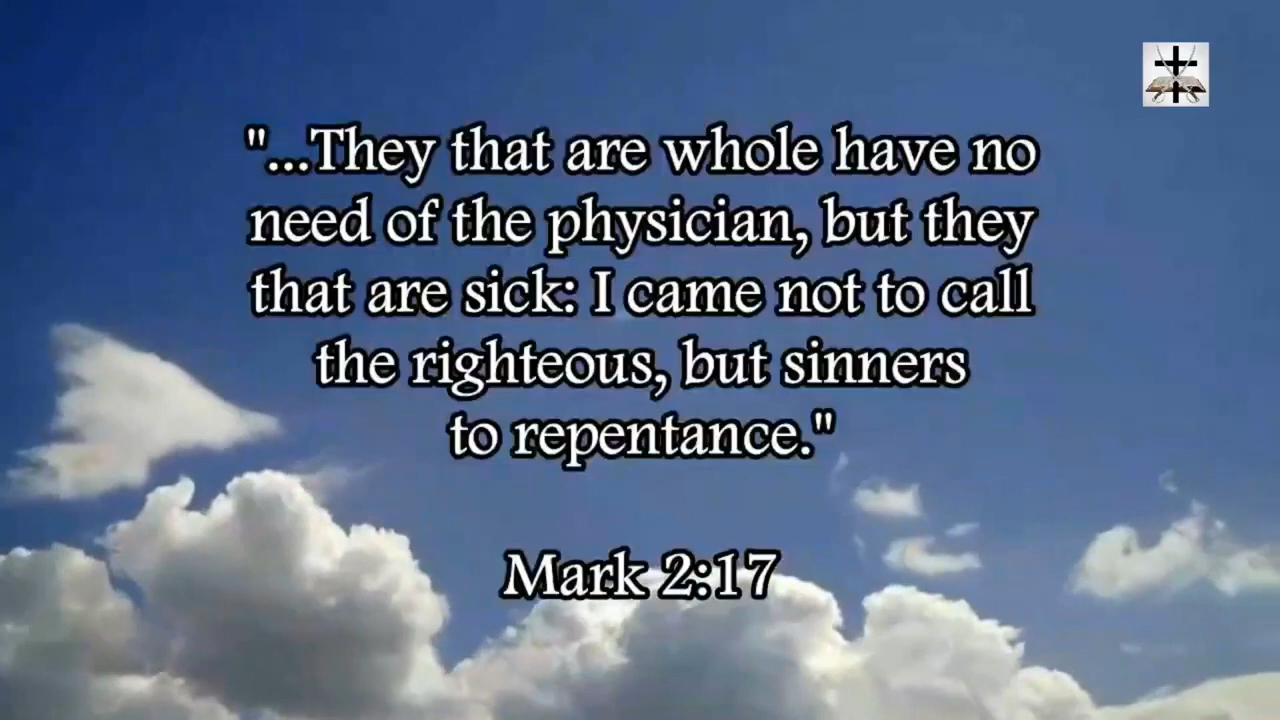 "...They that are whole have no
need of the physician, but they
that are sick: I came not to call
the righteous, but sinners
to repentance."
Mark 2:17